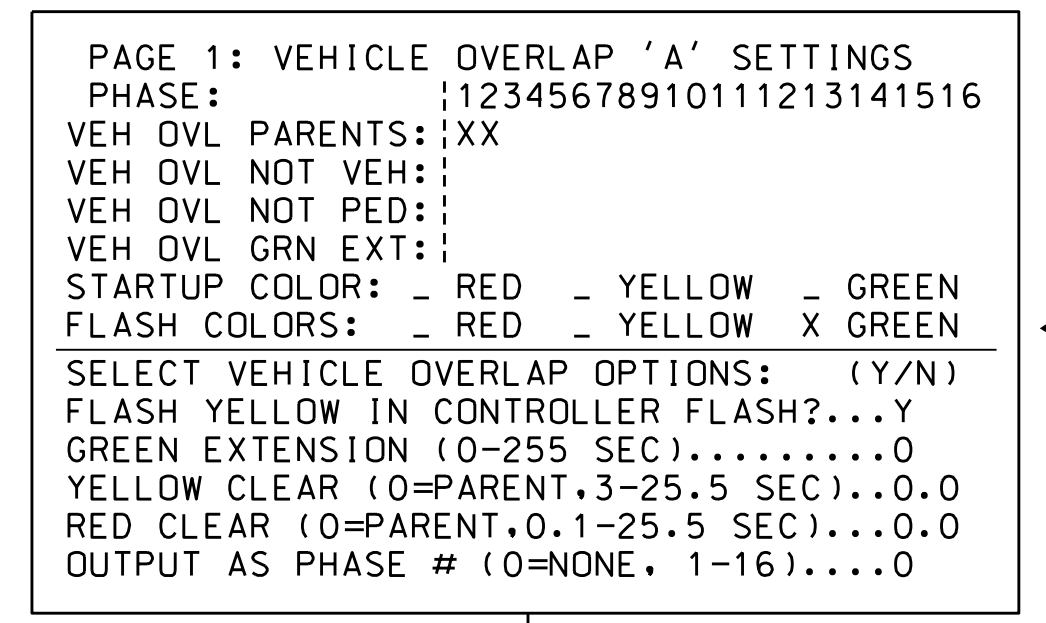 PAGE 1: VEHICLE OVERLAP 'A' SETTINGS
PHASE: ¦12345678910111213141516
VEH OVL PARENTS:¦XX
VEH OVL NOT VEH:¦
VEH OVL NOT PED:¦
VEH OVL GRN EXT:¦
STARTUP COLOR: _ RED _ YELLOW _ GREEN
FLASH COLORS: _ RED _ YELLOW X GREEN
SELECT VEHICLE OVERLAP OPTIONS: (Y/N)
FLASH YELLOW IN CONTROLLER FLASH?...Y
GREEN EXTENSION (0-255 SEC).........0
YELLOW CLEAR (0=PARENT,3-25.5 SEC)..0.0
RED CLEAR (0=PARENT,0.1-25.5 SEC)...0.0
OUTPUT AS PHASE # (0=NONE, 1-16)....0